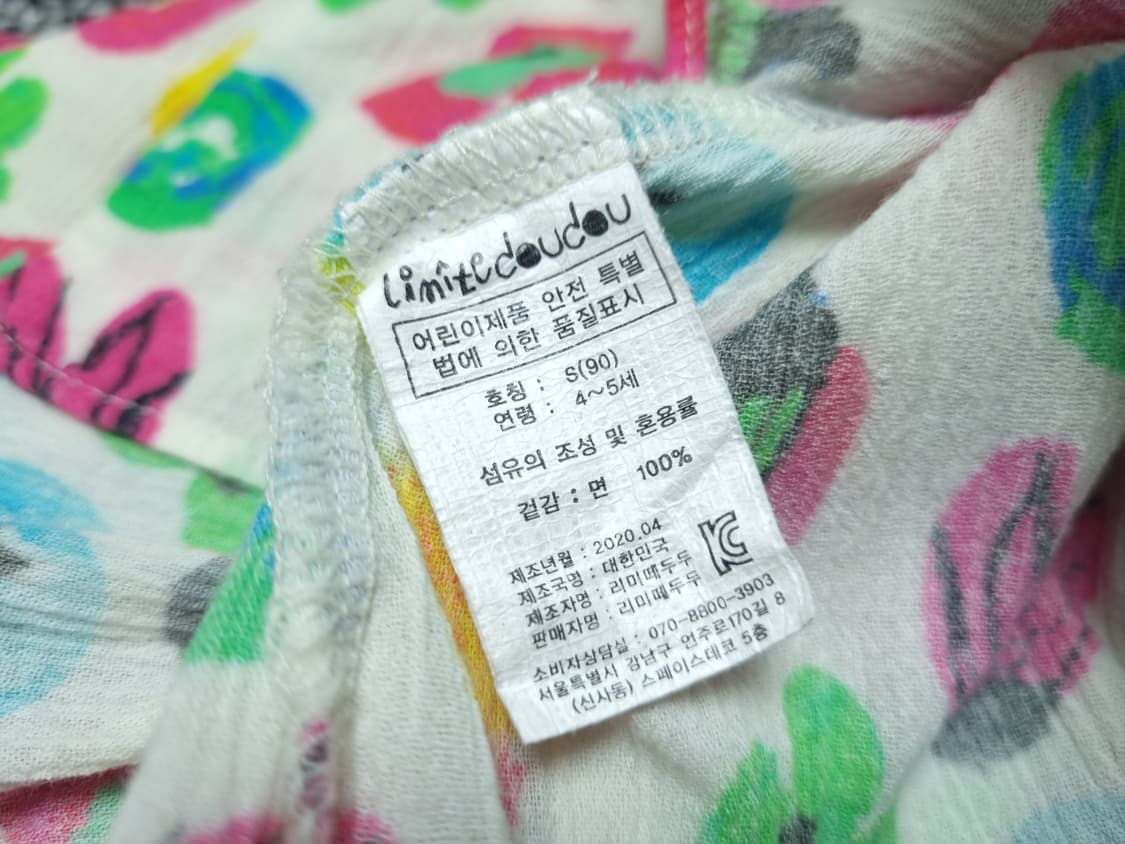 limitedoudou
어린이제품 안전 특별
법에 의한 품질표시
호칭 : S(90)
연령 : 4~5세
섬유의 조성 및 혼용률
겉감 : 면 100%
제조년월 : 2020.04
제조국명 : 대한민국
제조자명 : 리미떼두두
판매자명 : 리미떼두두
소비자상담실 : 070-8800-3903
서울특별시 강남구 언주로170길 8
(신사동) 스페이스데코 5층